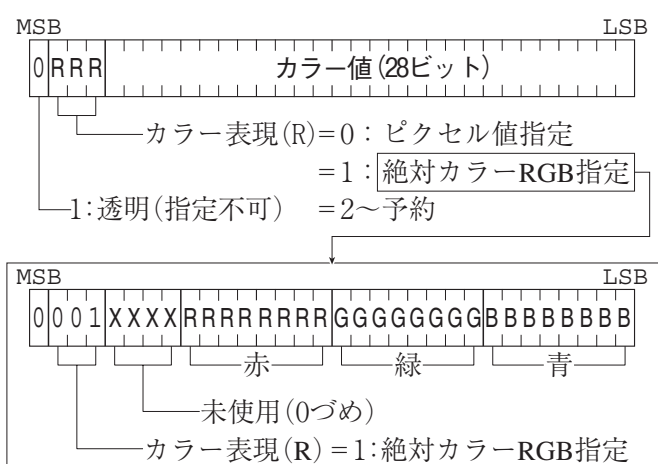 MSB LSB
0RRR カラー値(28ビット)
カラー表現(R)=0:ピクセル値指定
=1:絶対カラーRGB指定
1:透明(指定不可) =2〜予約
MSB LSB
0001XXXXRRRRRRRRGGGGGGGGBBBBBBBB
赤 緑 青
未使用(0づめ)
カラー表現(R)=1:絶対カラーRGB指定